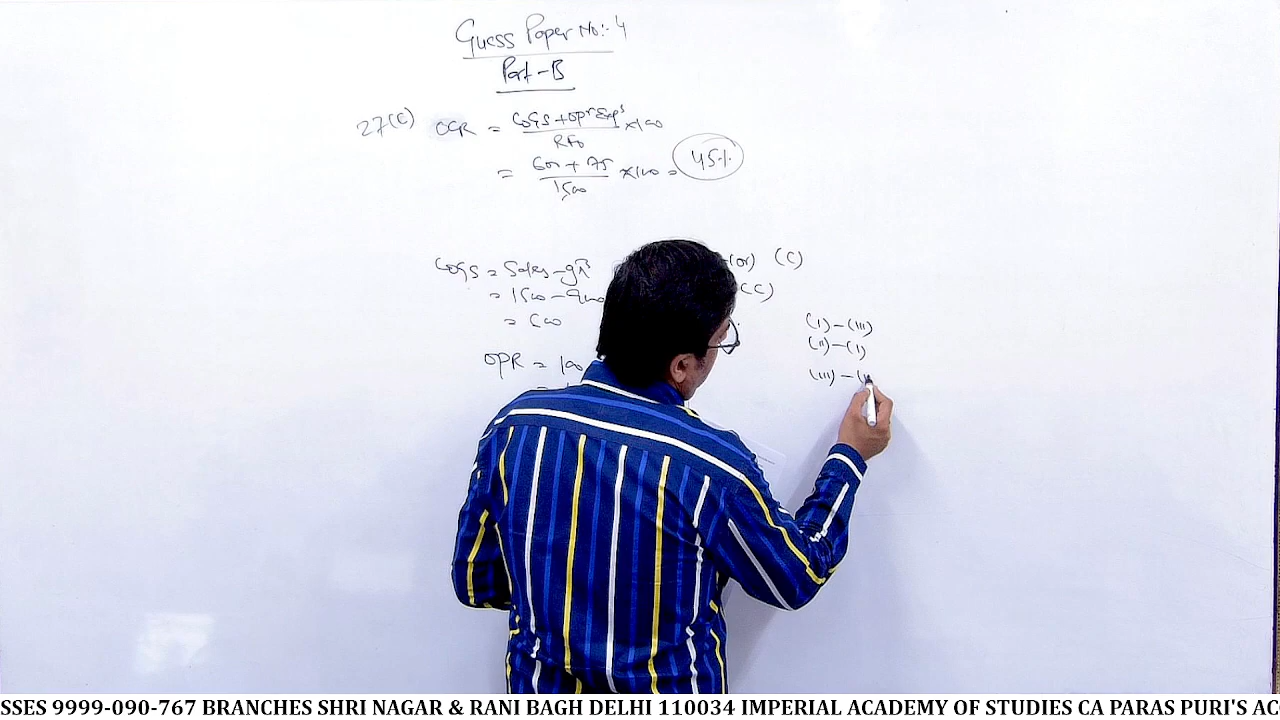 Guess Paper No:- 4
Part-B
27(C) OGR = COGS + opr Exps × 100
RFO
= 600 + 75 × 100 = 45%
1500
COGS = Sales - gP
= 1500 - 900
= 600
OPR = 100
(or) (C)
(C)
(I) - (III)
(II) - (I)
(III) -
SSES 9999-090-767 BRANCHES SHRI NAGAR & RANI BAGH DELHI 110034 IMPERIAL ACADEMY OF STUDIES CA PARAS PURI'S AC